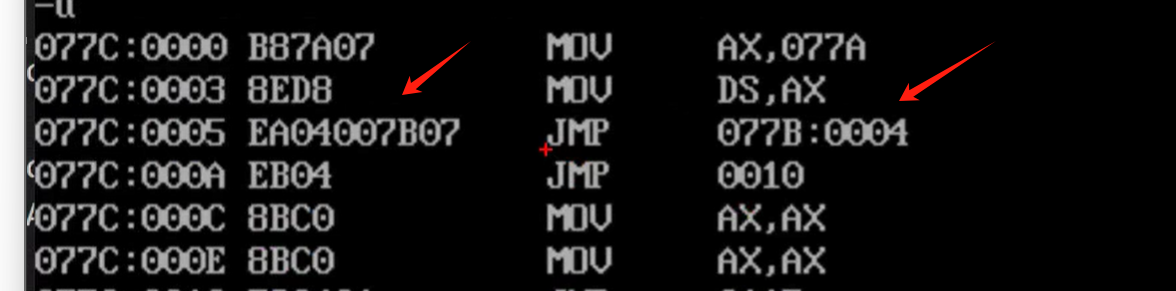 -u
077C:0000 B87A07 MOV AX,077A
077C:0003 8ED8 MOV DS,AX
077C:0005 EA04007B07 JMP 077B:0004
077C:000A EB04 JMP 0010
077C:000C 8BC0 MOV AX,AX
077C:000E 8BC0 MOV AX,AX